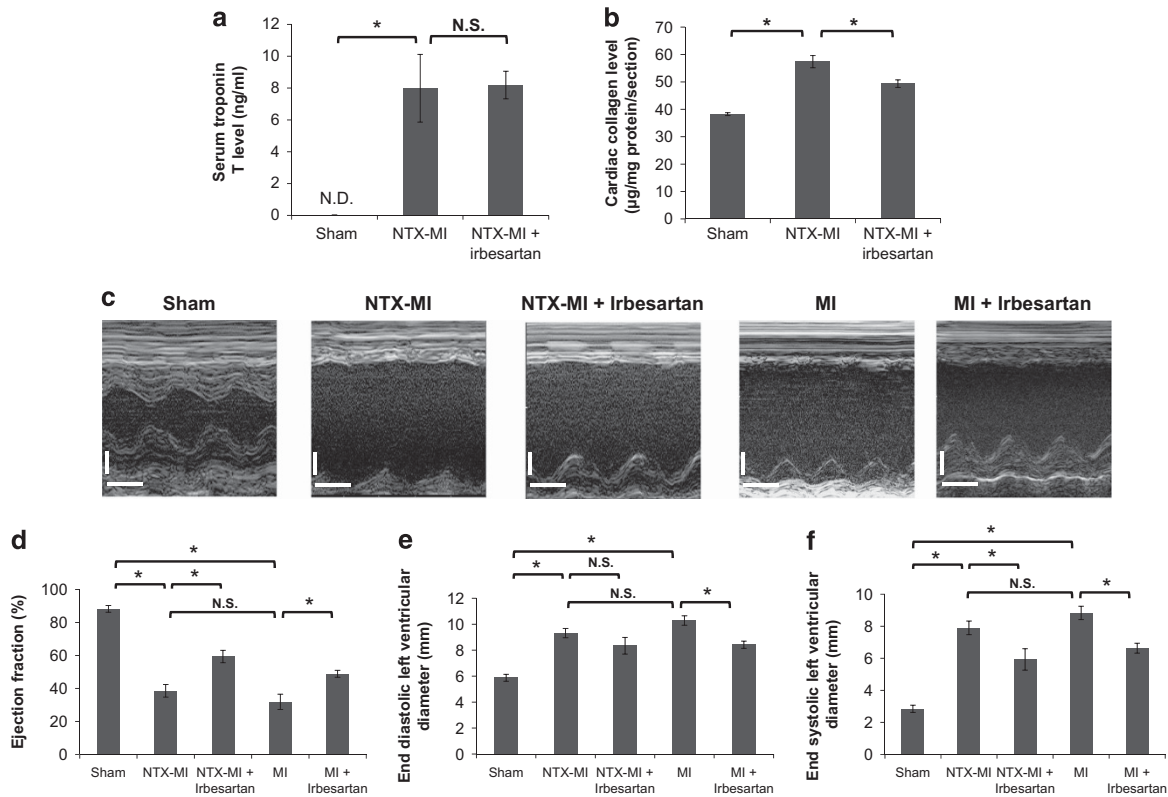 a
Serum troponin
T level (ng/ml)
12
10
8
6
4
2
0
*
N.S.
N.D.
Sham
NTX-MI
NTX-MI +
irbesartan
b
Cardiac collagen level
(µg/mg protein/section)
70
60
50
40
30
20
10
0
*
*
Sham
NTX-MI
NTX-MI +
irbesartan
c
Sham
NTX-MI
NTX-MI + Irbesartan
MI
MI + Irbesartan
d
Ejection fraction (%)
100
80
60
40
20
0
*
*
*
N.S.
*
Sham
NTX-MI
NTX-MI +
Irbesartan
MI
MI +
Irbesartan
e
End diastolic left ventricular
diameter (mm)
12
10
8
6
4
2
0
*
*
N.S.
N.S.
*
Sham
NTX-MI
NTX-MI +
Irbesartan
MI
MI +
Irbesartan
f
End systolic left ventricular
diameter (mm)
10
8
6
4
2
0
*
*
*
N.S.
*
Sham
NTX-MI
NTX-MI +
Irbesartan
MI
MI +
Irbesartan